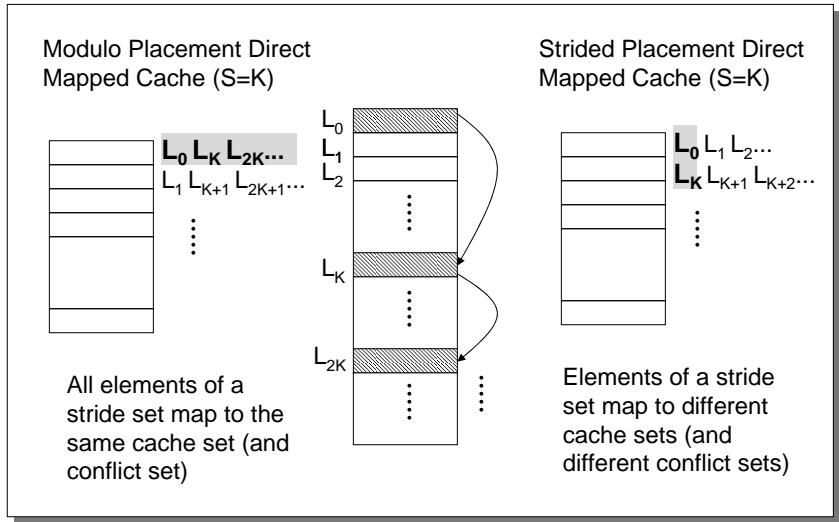 Modulo Placement Direct
Mapped Cache (S=K)
L0 LK L2K...
L1 LK+1 L2K+1...
All elements of a
stride set map to the
same cache set (and
conflict set)
L0
L1
L2
LK
L2K
Strided Placement Direct
Mapped Cache (S=K)
L0 L1 L2...
LK LK+1 LK+2...
Elements of a stride
set map to different
cache sets (and
different conflict sets)